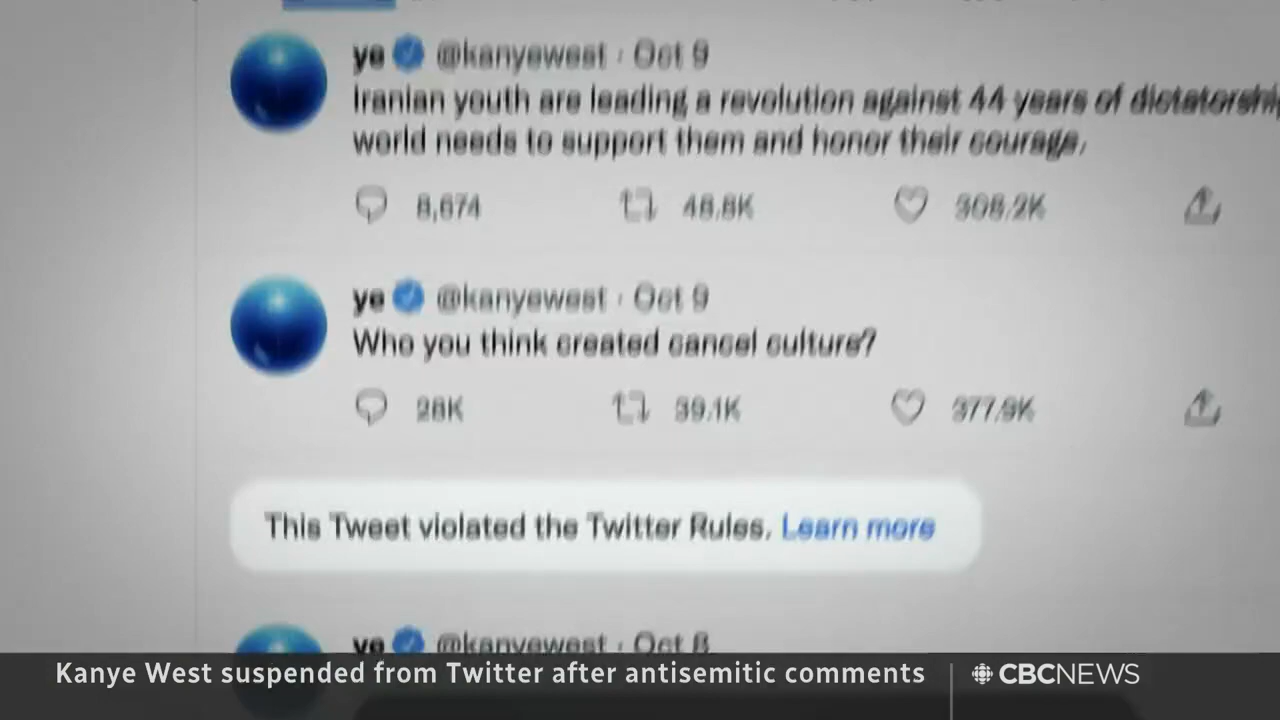 ye @kanyewest · Oct 9
Iranian youth are leading a revolution against 44 years of dictatorship
world needs to support them and honor their courage.
8,674 48.8K 306.2K
ye @kanyewest · Oct 9
Who you think created cancel culture?
28K 39.1K 377.9K
This Tweet violated the Twitter Rules. Learn more
ye @kanyewest · Oct 8
Kanye West suspended from Twitter after antisemitic comments
CBCNEWS